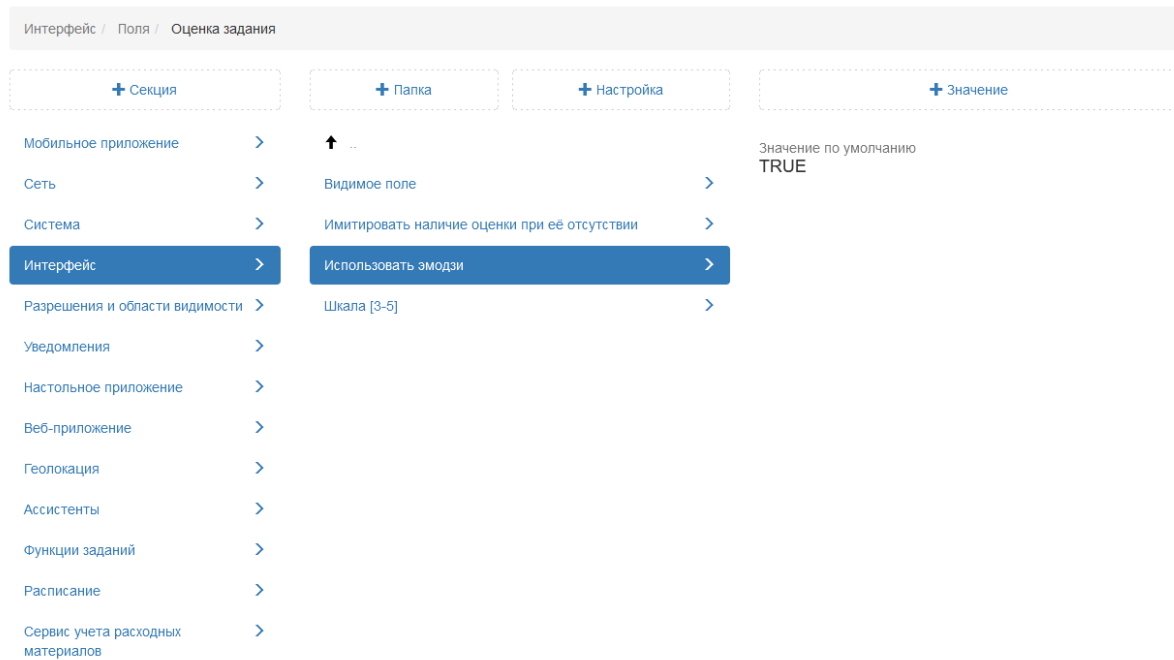 Интерфейс / Поля / Оценка задания
+ Секция
+ Папка
+ Настройка
+ Значение
Мобильное приложение
Сеть
Система
Интерфейс
Разрешения и области видимости
Уведомления
Настольное приложение
Веб-приложение
Геолокация
Ассистенты
Функции заданий
Расписание
Сервис учета расходных
материалов
..
Видимое поле
Имитировать наличие оценки при её отсутствии
Использовать эмодзи
Шкала [3-5]
Значение по умолчанию
TRUE